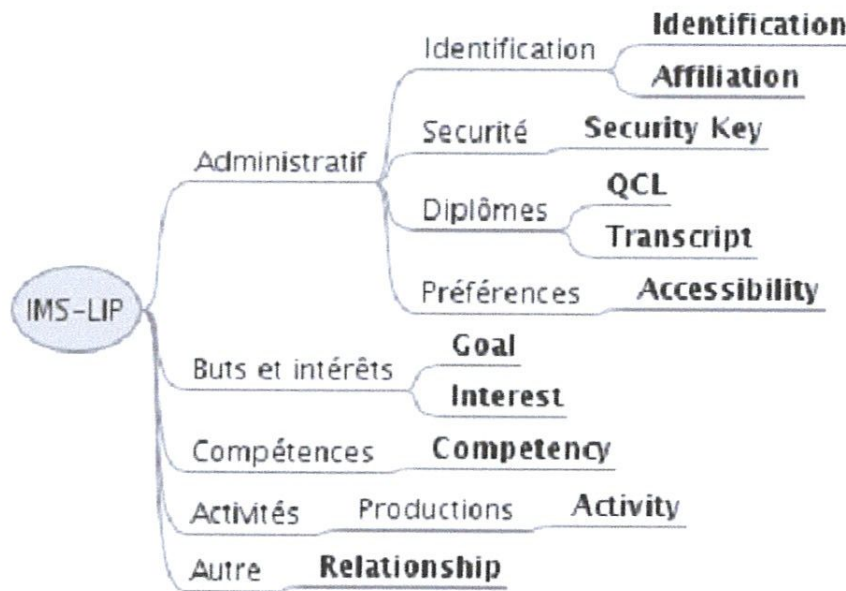 IMS-LIP
Administratif
Identification
Identification
Affiliation
Securité
Security Key
Diplômes
QCL
Transcript
Préférences
Accessibility
Buts et intérêts
Goal
Interest
Compétences
Competency
Activités
Productions
Activity
Autre
Relationship